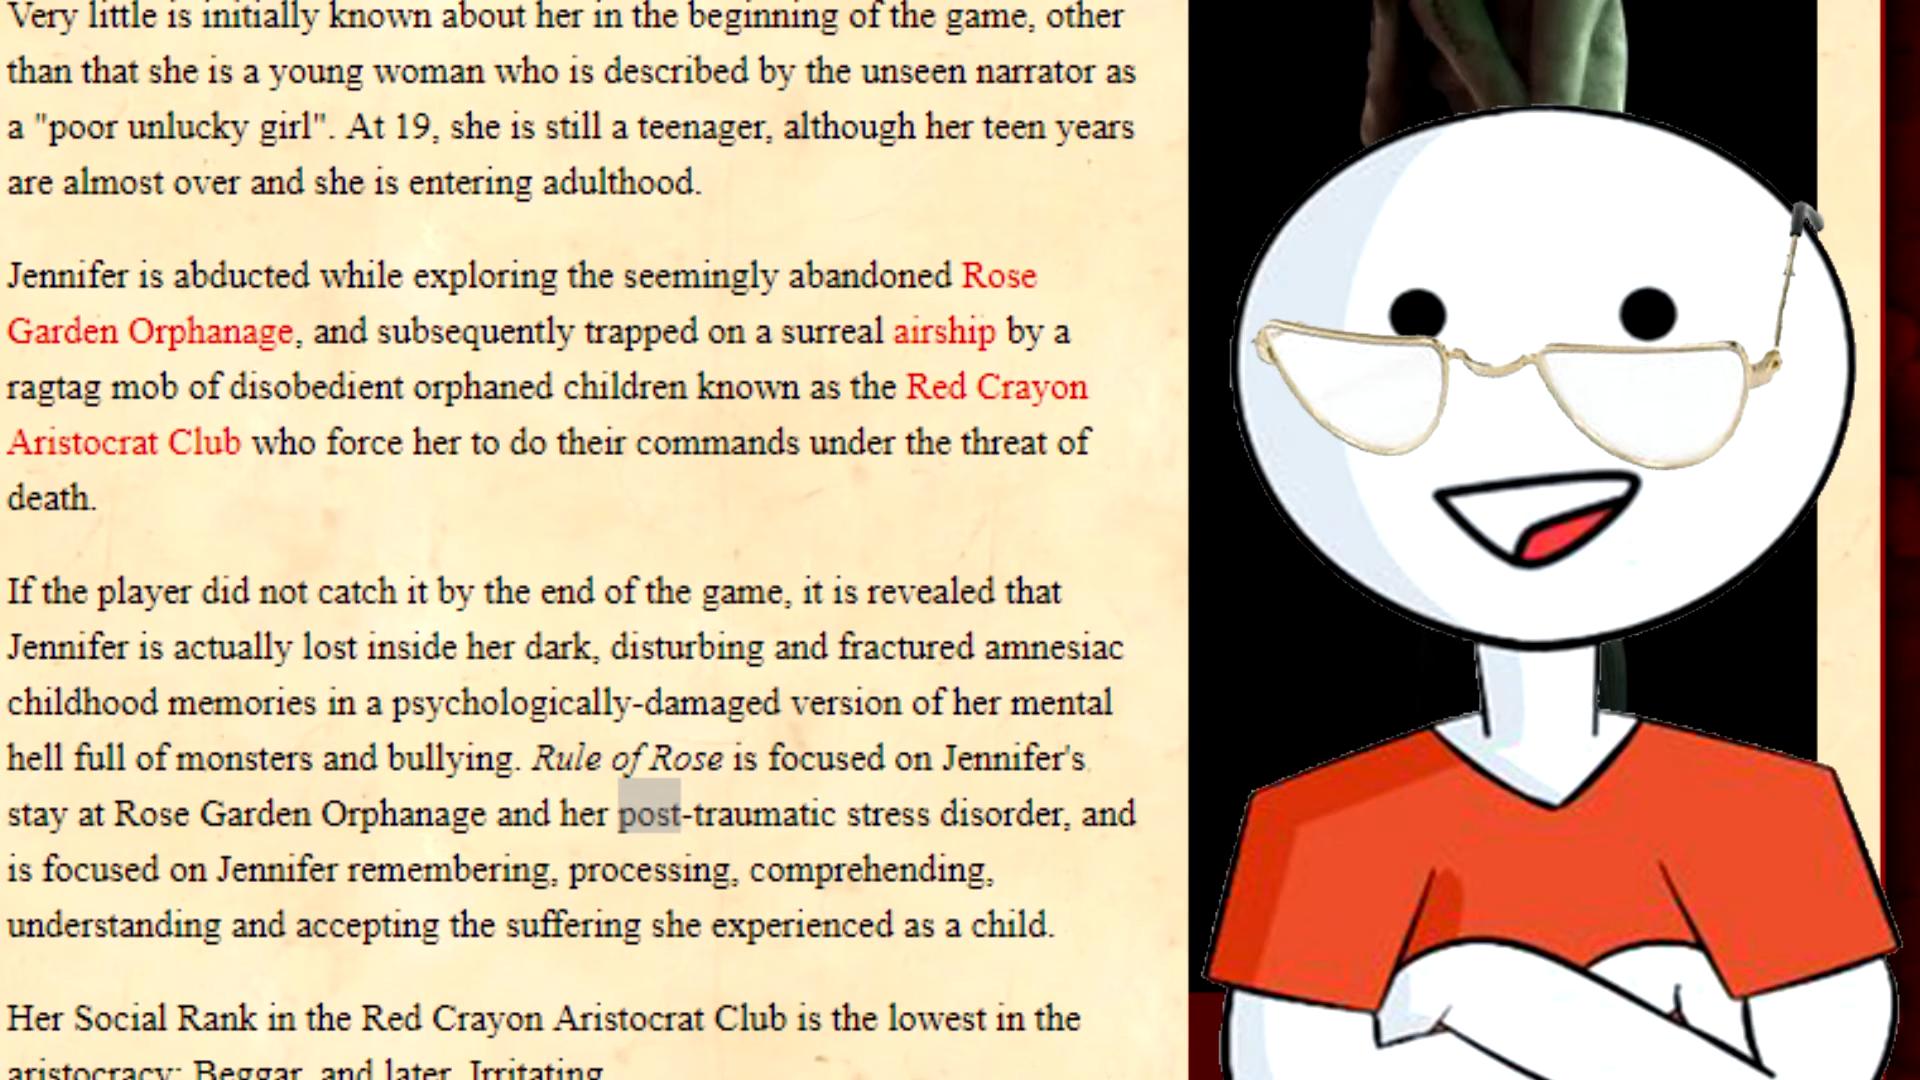 Very little is initially known about her in the beginning of the game, other
than that she is a young woman who is described by the unseen narrator as
a "poor unlucky girl". At 19, she is still a teenager, although her teen years
are almost over and she is entering adulthood.
Jennifer is abducted while exploring the seemingly abandoned Rose
Garden Orphanage, and subsequently trapped on a surreal airship by a
ragtag mob of disobedient orphaned children known as the Red Crayon
Aristocrat Club who force her to do their commands under the threat of
death.
If the player did not catch it by the end of the game, it is revealed that
Jennifer is actually lost inside her dark, disturbing and fractured amnesiac
childhood memories in a psychologically-damaged version of her mental
hell full of monsters and bullying. Rule of Rose is focused on Jennifer's
stay at Rose Garden Orphanage and her post-traumatic stress disorder, and
is focused on Jennifer remembering, processing, comprehending,
understanding and accepting the suffering she experienced as a child.
Her Social Rank in the Red Crayon Aristocrat Club is the lowest in the
aristocracy: Beggar, and later, Irritating